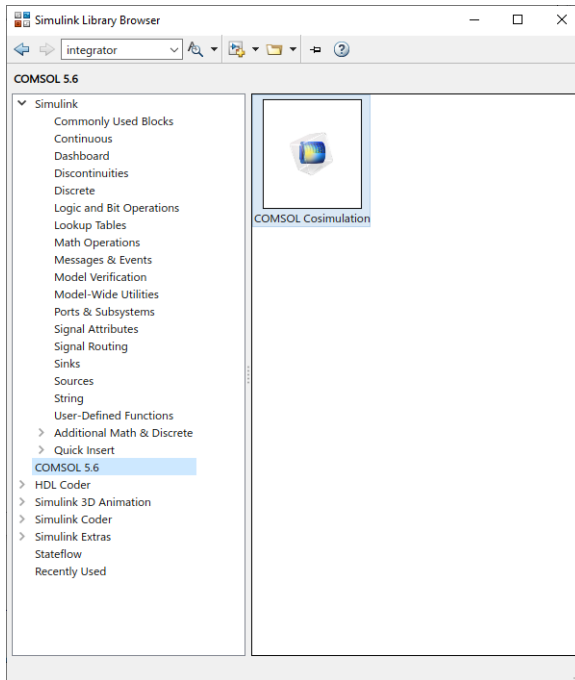 Simulink Library Browser
integrator
COMSOL 5.6
Simulink
Commonly Used Blocks
Continuous
Dashboard
Discontinuities
Discrete
Logic and Bit Operations
Lookup Tables
Math Operations
Messages & Events
Model Verification
Model-Wide Utilities
Ports & Subsystems
Signal Attributes
Signal Routing
Sinks
Sources
String
User-Defined Functions
Additional Math & Discrete
Quick Insert
COMSOL 5.6
HDL Coder
Simulink 3D Animation
Simulink Coder
Simulink Extras
Stateflow
Recently Used
COMSOL Cosimulation